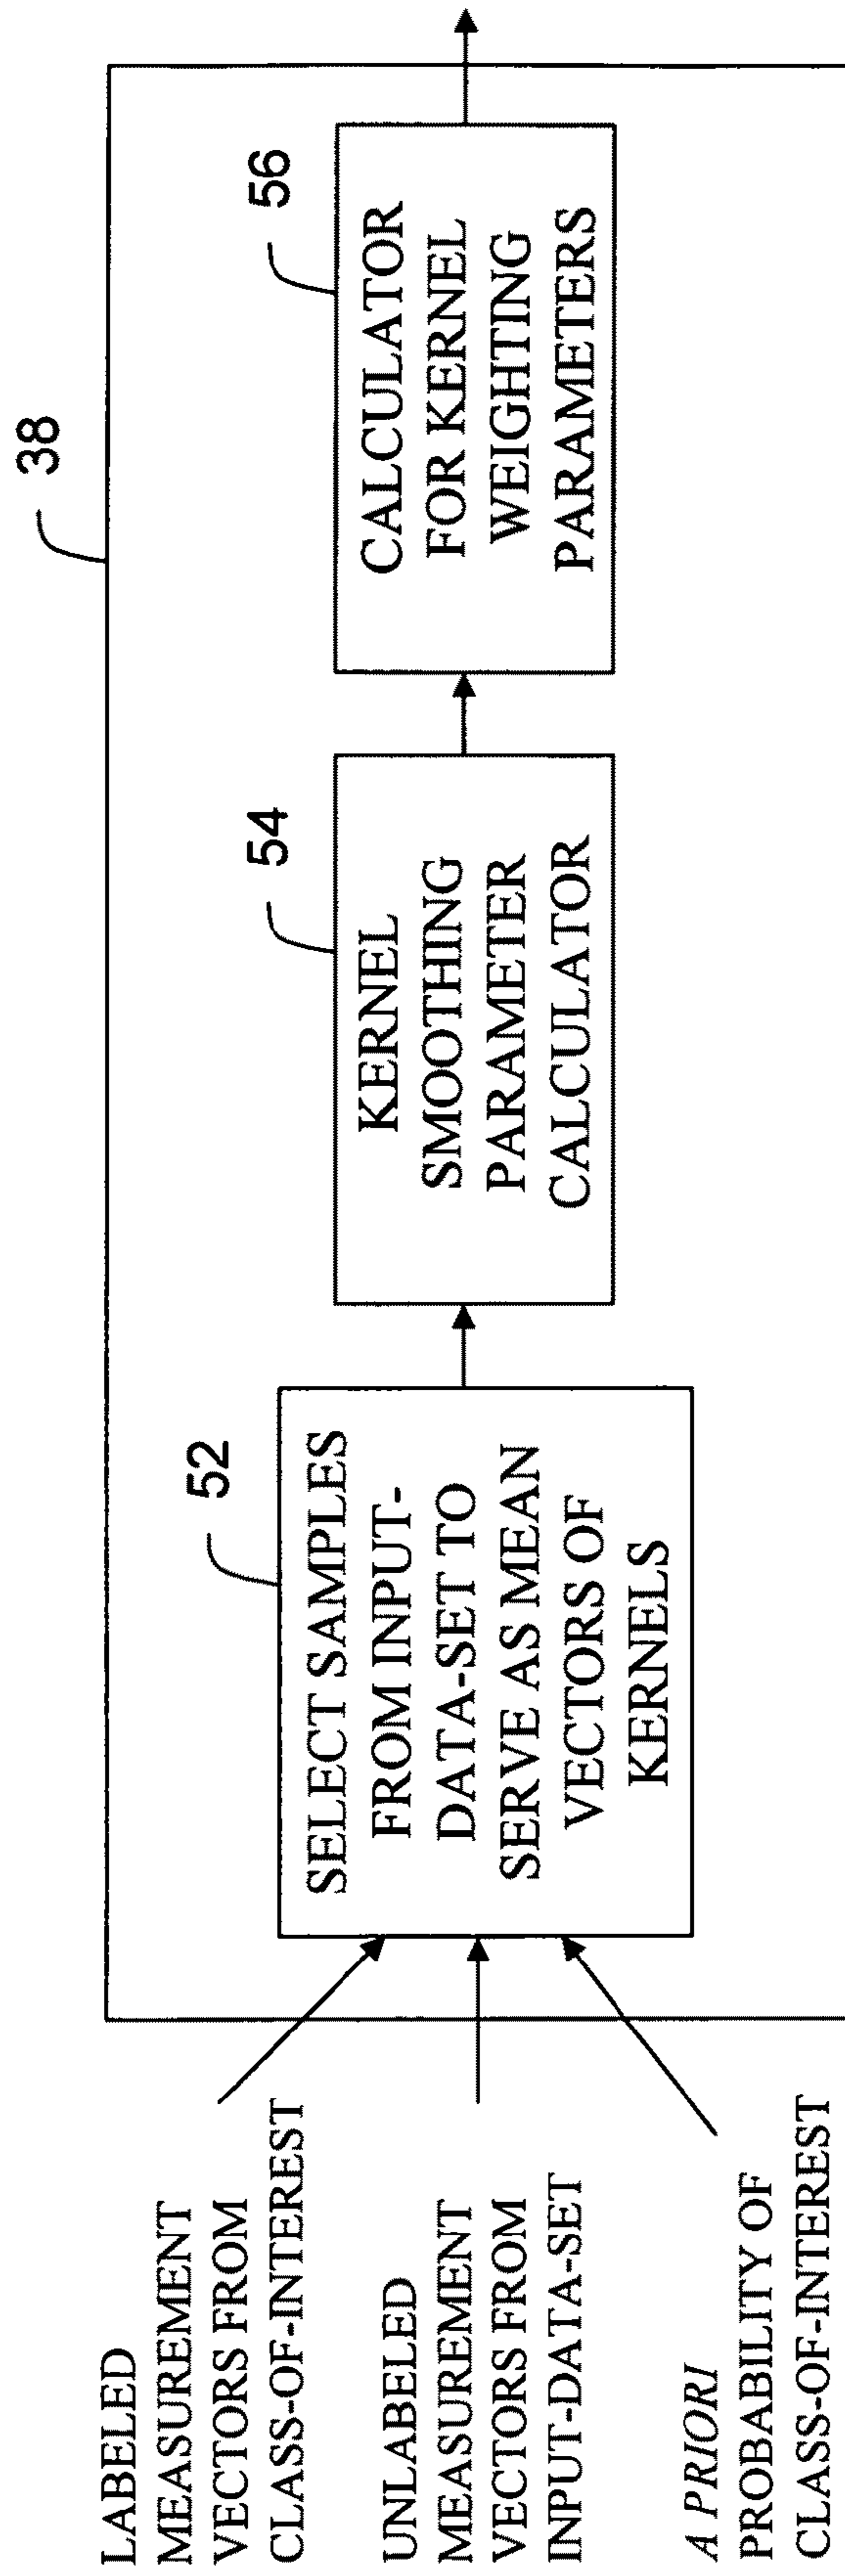 38
LABELED
MEASUREMENT
VECTORS FROM
CLASS-OF-INTEREST
UNLABELED
MEASUREMENT
VECTORS FROM
INPUT-DATA-SET
A PRIORI
PROBABILITY OF
CLASS-OF-INTEREST
52
SELECT SAMPLES
FROM INPUT-
DATA-SET TO
SERVE AS MEAN
VECTORS OF
KERNELS
54
KERNEL
SMOOTHING
PARAMETER
CALCULATOR
56
CALCULATOR
FOR KERNEL
WEIGHTING
PARAMETERS